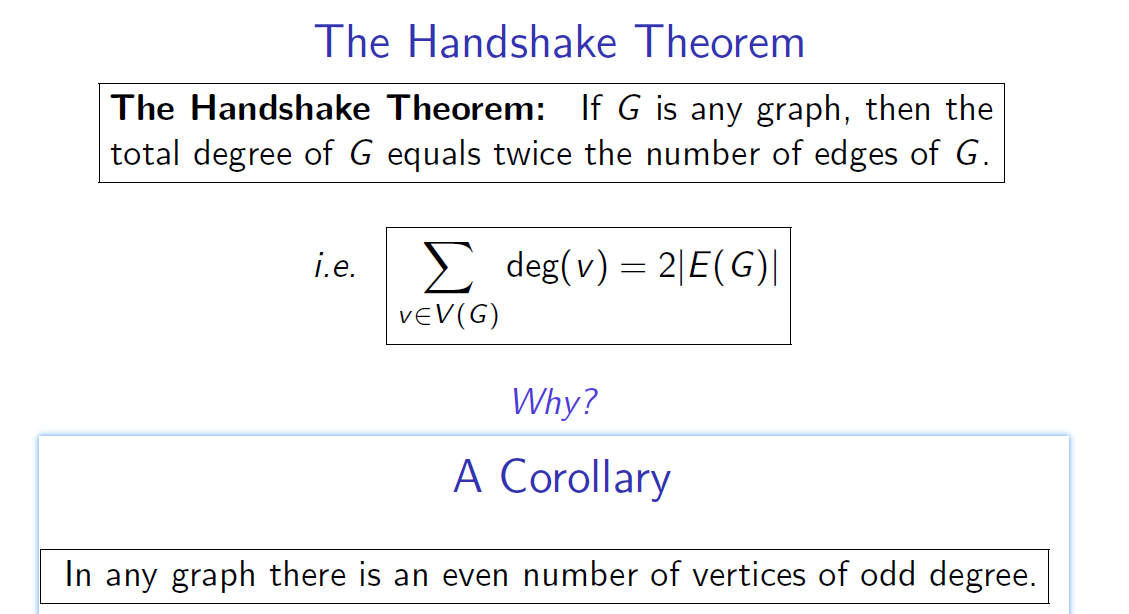 The Handshake Theorem
The Handshake Theorem: If G is any graph, then the
total degree of G equals twice the number of edges of G.
i.e. ∑ deg(v) = 2|E(G)|
v∈V(G)
Why?
A Corollary
In any graph there is an even number of vertices of odd degree.